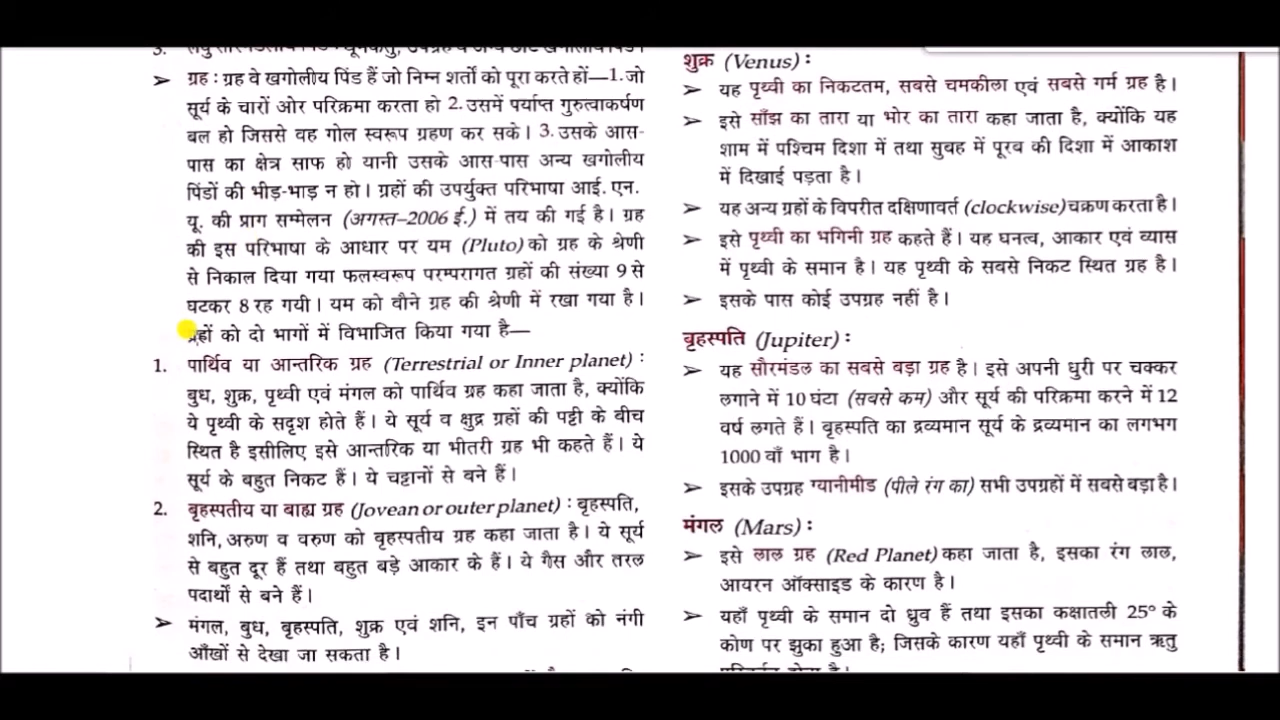 ➢ ग्रह : ग्रह वे खगोलीय पिंड हैं जो निम्न शर्तों को पूरा करते हों—1. जो
सूर्य के चारों ओर परिक्रमा करता हो 2. उसमें पर्याप्त गुरुत्वाकर्षण
बल हो जिससे वह गोल स्वरूप ग्रहण कर सके। 3. उसके आस-
पास का क्षेत्र साफ हो यानी उसके आस-पास अन्य खगोलीय
पिंडों की भीड़-भाड़ न हो। ग्रहों की उपर्युक्त परिभाषा आई. एन.
यू. की प्राग सम्मेलन (अगस्त–2006 ई.) में तय की गई है। ग्रह
की इस परिभाषा के आधार पर यम (Pluto) को ग्रह के श्रेणी
से निकाल दिया गया फलस्वरूप परम्परागत ग्रहों की संख्या 9 से
घटकर 8 रह गयी। यम को बौने ग्रह की श्रेणी में रखा गया है।
ग्रहों को दो भागों में विभाजित किया गया है—
1. पार्थिव या आन्तरिक ग्रह (Terrestrial or Inner planet) :
बुध, शुक्र, पृथ्वी एवं मंगल को पार्थिव ग्रह कहा जाता है, क्योंकि
ये पृथ्वी के सदृश होते हैं। ये सूर्य व क्षुद्र ग्रहों की पट्टी के बीच
स्थित है इसीलिए इसे आन्तरिक या भीतरी ग्रह भी कहते हैं। ये
सूर्य के बहुत निकट हैं। ये चट्टानों से बने हैं।
2. बृहस्पतीय या बाह्य ग्रह (Jovean or outer planet) : बृहस्पति,
शनि, अरुण व वरुण को बृहस्पतीय ग्रह कहा जाता है। ये सूर्य
से बहुत दूर हैं तथा बहुत बड़े आकार के हैं। ये गैस और तरल
पदार्थों से बने हैं।
➢ मंगल, बुध, बृहस्पति, शुक्र एवं शनि, इन पाँच ग्रहों को नंगी
आँखों से देखा जा सकता है।
शुक्र (Venus) :
➢ यह पृथ्वी का निकटतम, सबसे चमकीला एवं सबसे गर्म ग्रह है।
➢ इसे साँझ का तारा या भोर का तारा कहा जाता है, क्योंकि यह
शाम में पश्चिम दिशा में तथा सुबह में पूरब की दिशा में आकाश
में दिखाई पड़ता है।
➢ यह अन्य ग्रहों के विपरीत दक्षिणावर्त (clockwise) चक्रण करता है।
➢ इसे पृथ्वी का भगिनी ग्रह कहते हैं। यह घनत्व, आकार एवं व्यास
में पृथ्वी के समान है। यह पृथ्वी के सबसे निकट स्थित ग्रह है।
➢ इसके पास कोई उपग्रह नहीं है।
बृहस्पति (Jupiter) :
➢ यह सौरमंडल का सबसे बड़ा ग्रह है। इसे अपनी धुरी पर चक्कर
लगाने में 10 घंटा (सबसे कम) और सूर्य की परिक्रमा करने में 12
वर्ष लगते हैं। बृहस्पति का द्रव्यमान सूर्य के द्रव्यमान का लगभग
1000 वाँ भाग है।
➢ इसके उपग्रह ग्यानीमीड (पीले रंग का) सभी उपग्रहों में सबसे बड़ा है।
मंगल (Mars) :
➢ इसे लाल ग्रह (Red Planet) कहा जाता है, इसका रंग लाल,
आयरन ऑक्साइड के कारण है।
➢ यहाँ पृथ्वी के समान दो ध्रुव हैं तथा इसका कक्षातली 25° के
कोण पर झुका हुआ है; जिसके कारण यहाँ पृथ्वी के समान ऋतु